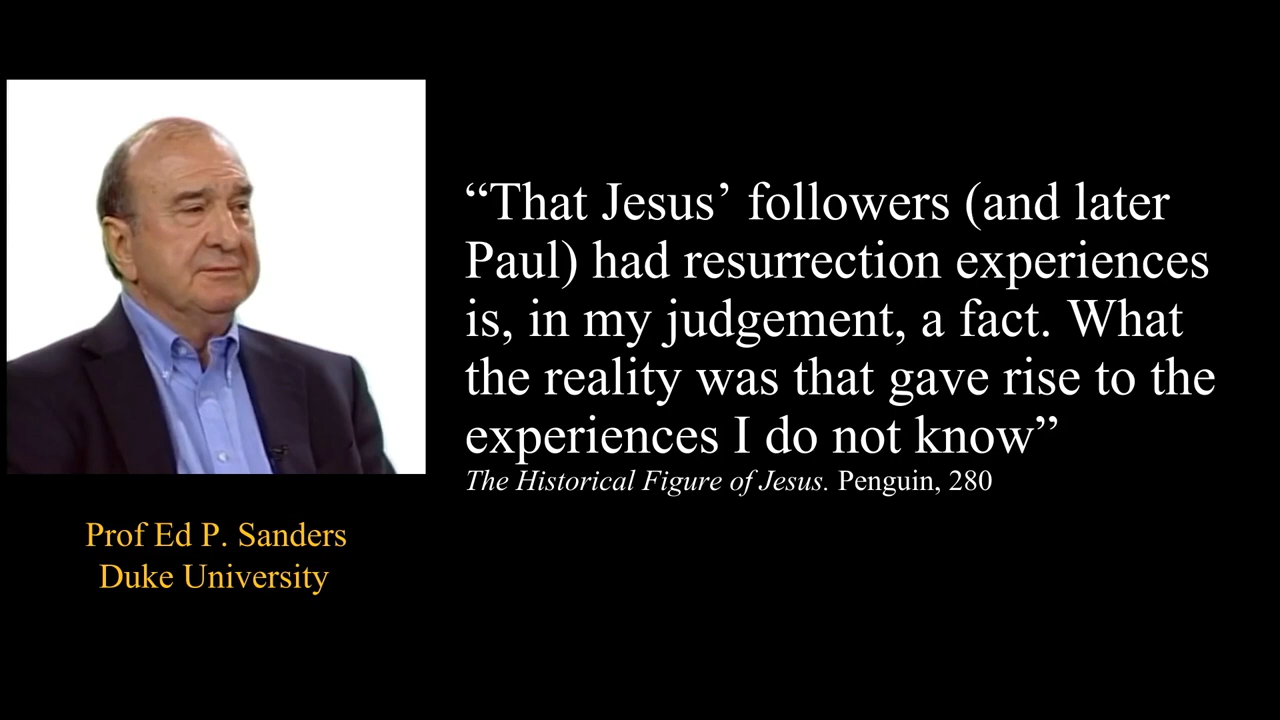 “That Jesus’ followers (and later
Paul) had resurrection experiences
is, in my judgement, a fact. What
the reality was that gave rise to the
experiences I do not know”
The Historical Figure of Jesus. Penguin, 280
Prof Ed P. Sanders
Duke University